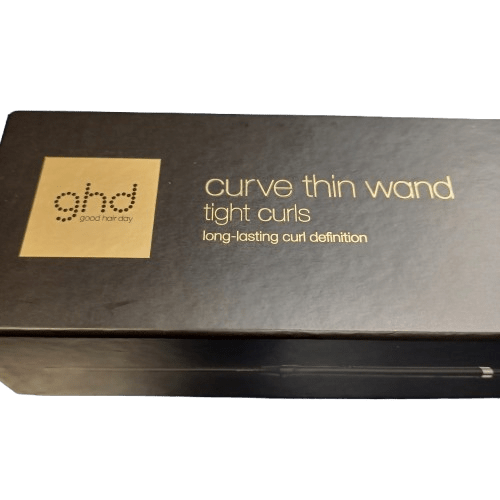 ghd
good hair day
curve thin wand
tight curls
long-lasting curl definition